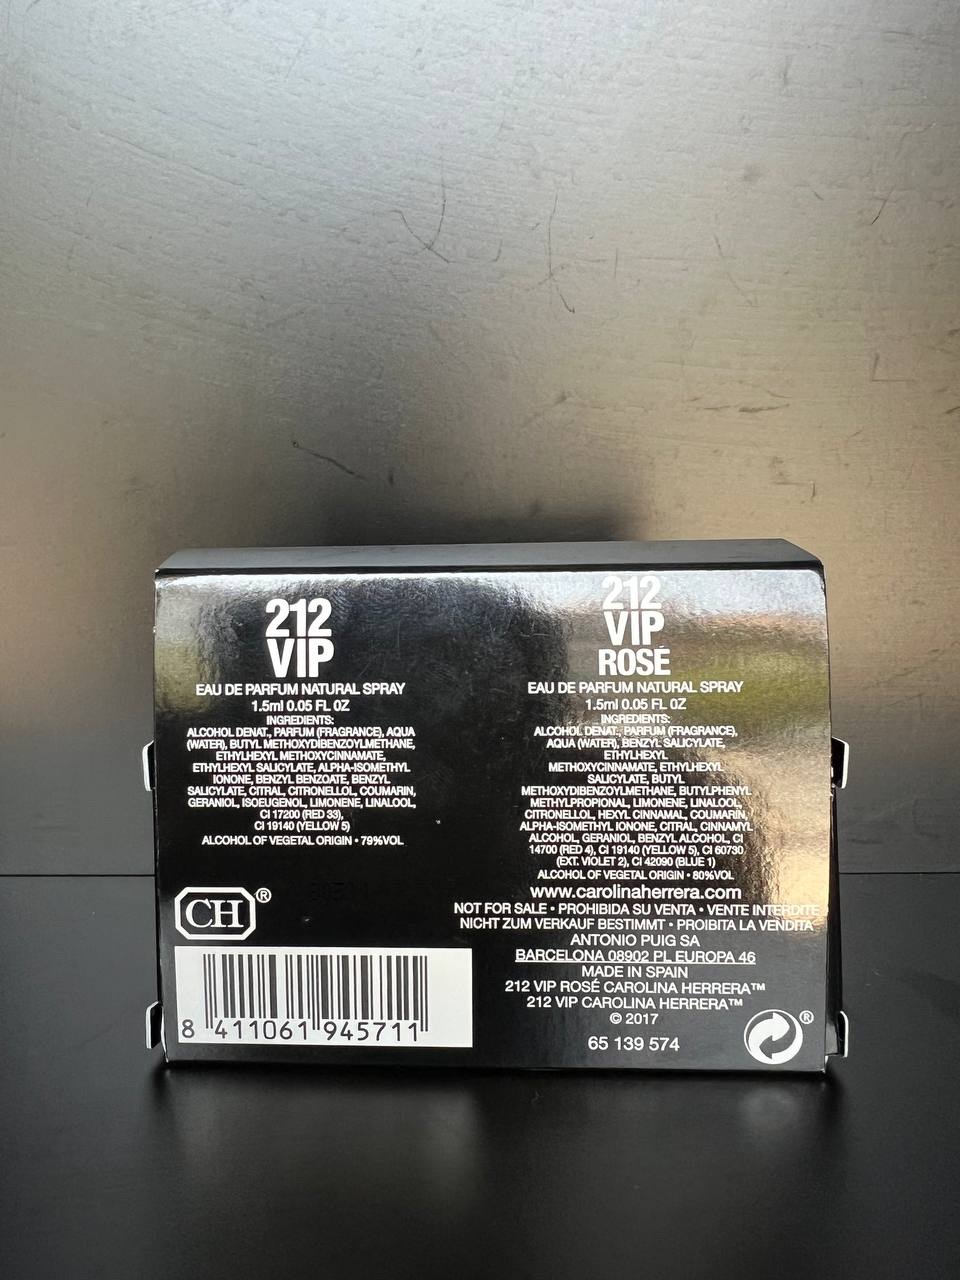 212
VIP
EAU DE PARFUM NATURAL SPRAY
1.5ml 0.05 FL 0Z
INGREDIENTS:
ALCOHOL DENAT., PARFUM (FRAGRANCE), AQUA
(WATER), BUTYL METHOXYDIBENZOYLMETHANE,
ETHYLHEXYL METHOXYCINNAMATE,
ETHYLHEXYL SALICYLATE, ALPHA-ISOMETHYL
IONONE, BENZYL BENZOATE, BENZYL
SALICYLATE, CITRAL, CITRONELLOL, COUMARIN,
GERANIOL, ISOEUGENOL, LIMONENE, LINALOOL,
CI 17200 (RED 33),
CI 19140 (YELLOW 5)
ALCOHOL OF VEGETAL ORIGIN • 79%VOL
CH®
8 411061 945711
212
VIP
ROSÉ
EAU DE PARFUM NATURAL SPRAY
1.5ml 0.05 FL 0Z
INGREDIENTS:
ALCOHOL DENAT., PARFUM (FRAGRANCE),
AQUA (WATER), BENZYL SALICYLATE,
ETHYLHEXYL
METHOXYCINNAMATE, ETHYLHEXYL
SALICYLATE, BUTYL
METHOXYDIBENZOYLMETHANE, BUTYLPHENYL
METHYLPROPIONAL, LIMONENE, LINALOOL,
CITRONELLOL, HEXYL CINNAMAL, COUMARIN,
ALPHA-ISOMETHYL IONONE, CITRAL, CINNAMYL
ALCOHOL, GERANIOL, BENZYL ALCOHOL, CI
14700 (RED 4), CI 19140 (YELLOW 5), CI 60730
(EXT. VIOLET 2), CI 42090 (BLUE 1)
ALCOHOL OF VEGETAL ORIGIN • 80%VOL
www.carolinaherrera.com
NOT FOR SALE • PROHIBIDA SU VENTA • VENTE INTERDITE
NICHT ZUM VERKAUF BESTIMMT • PROIBITA LA VENDITA
ANTONIO PUIG SA
BARCELONA 08902 PL EUROPA 46
MADE IN SPAIN
212 VIP ROSÉ CAROLINA HERRERA™
212 VIP CAROLINA HERRERA™
© 2017
65 139 574
®